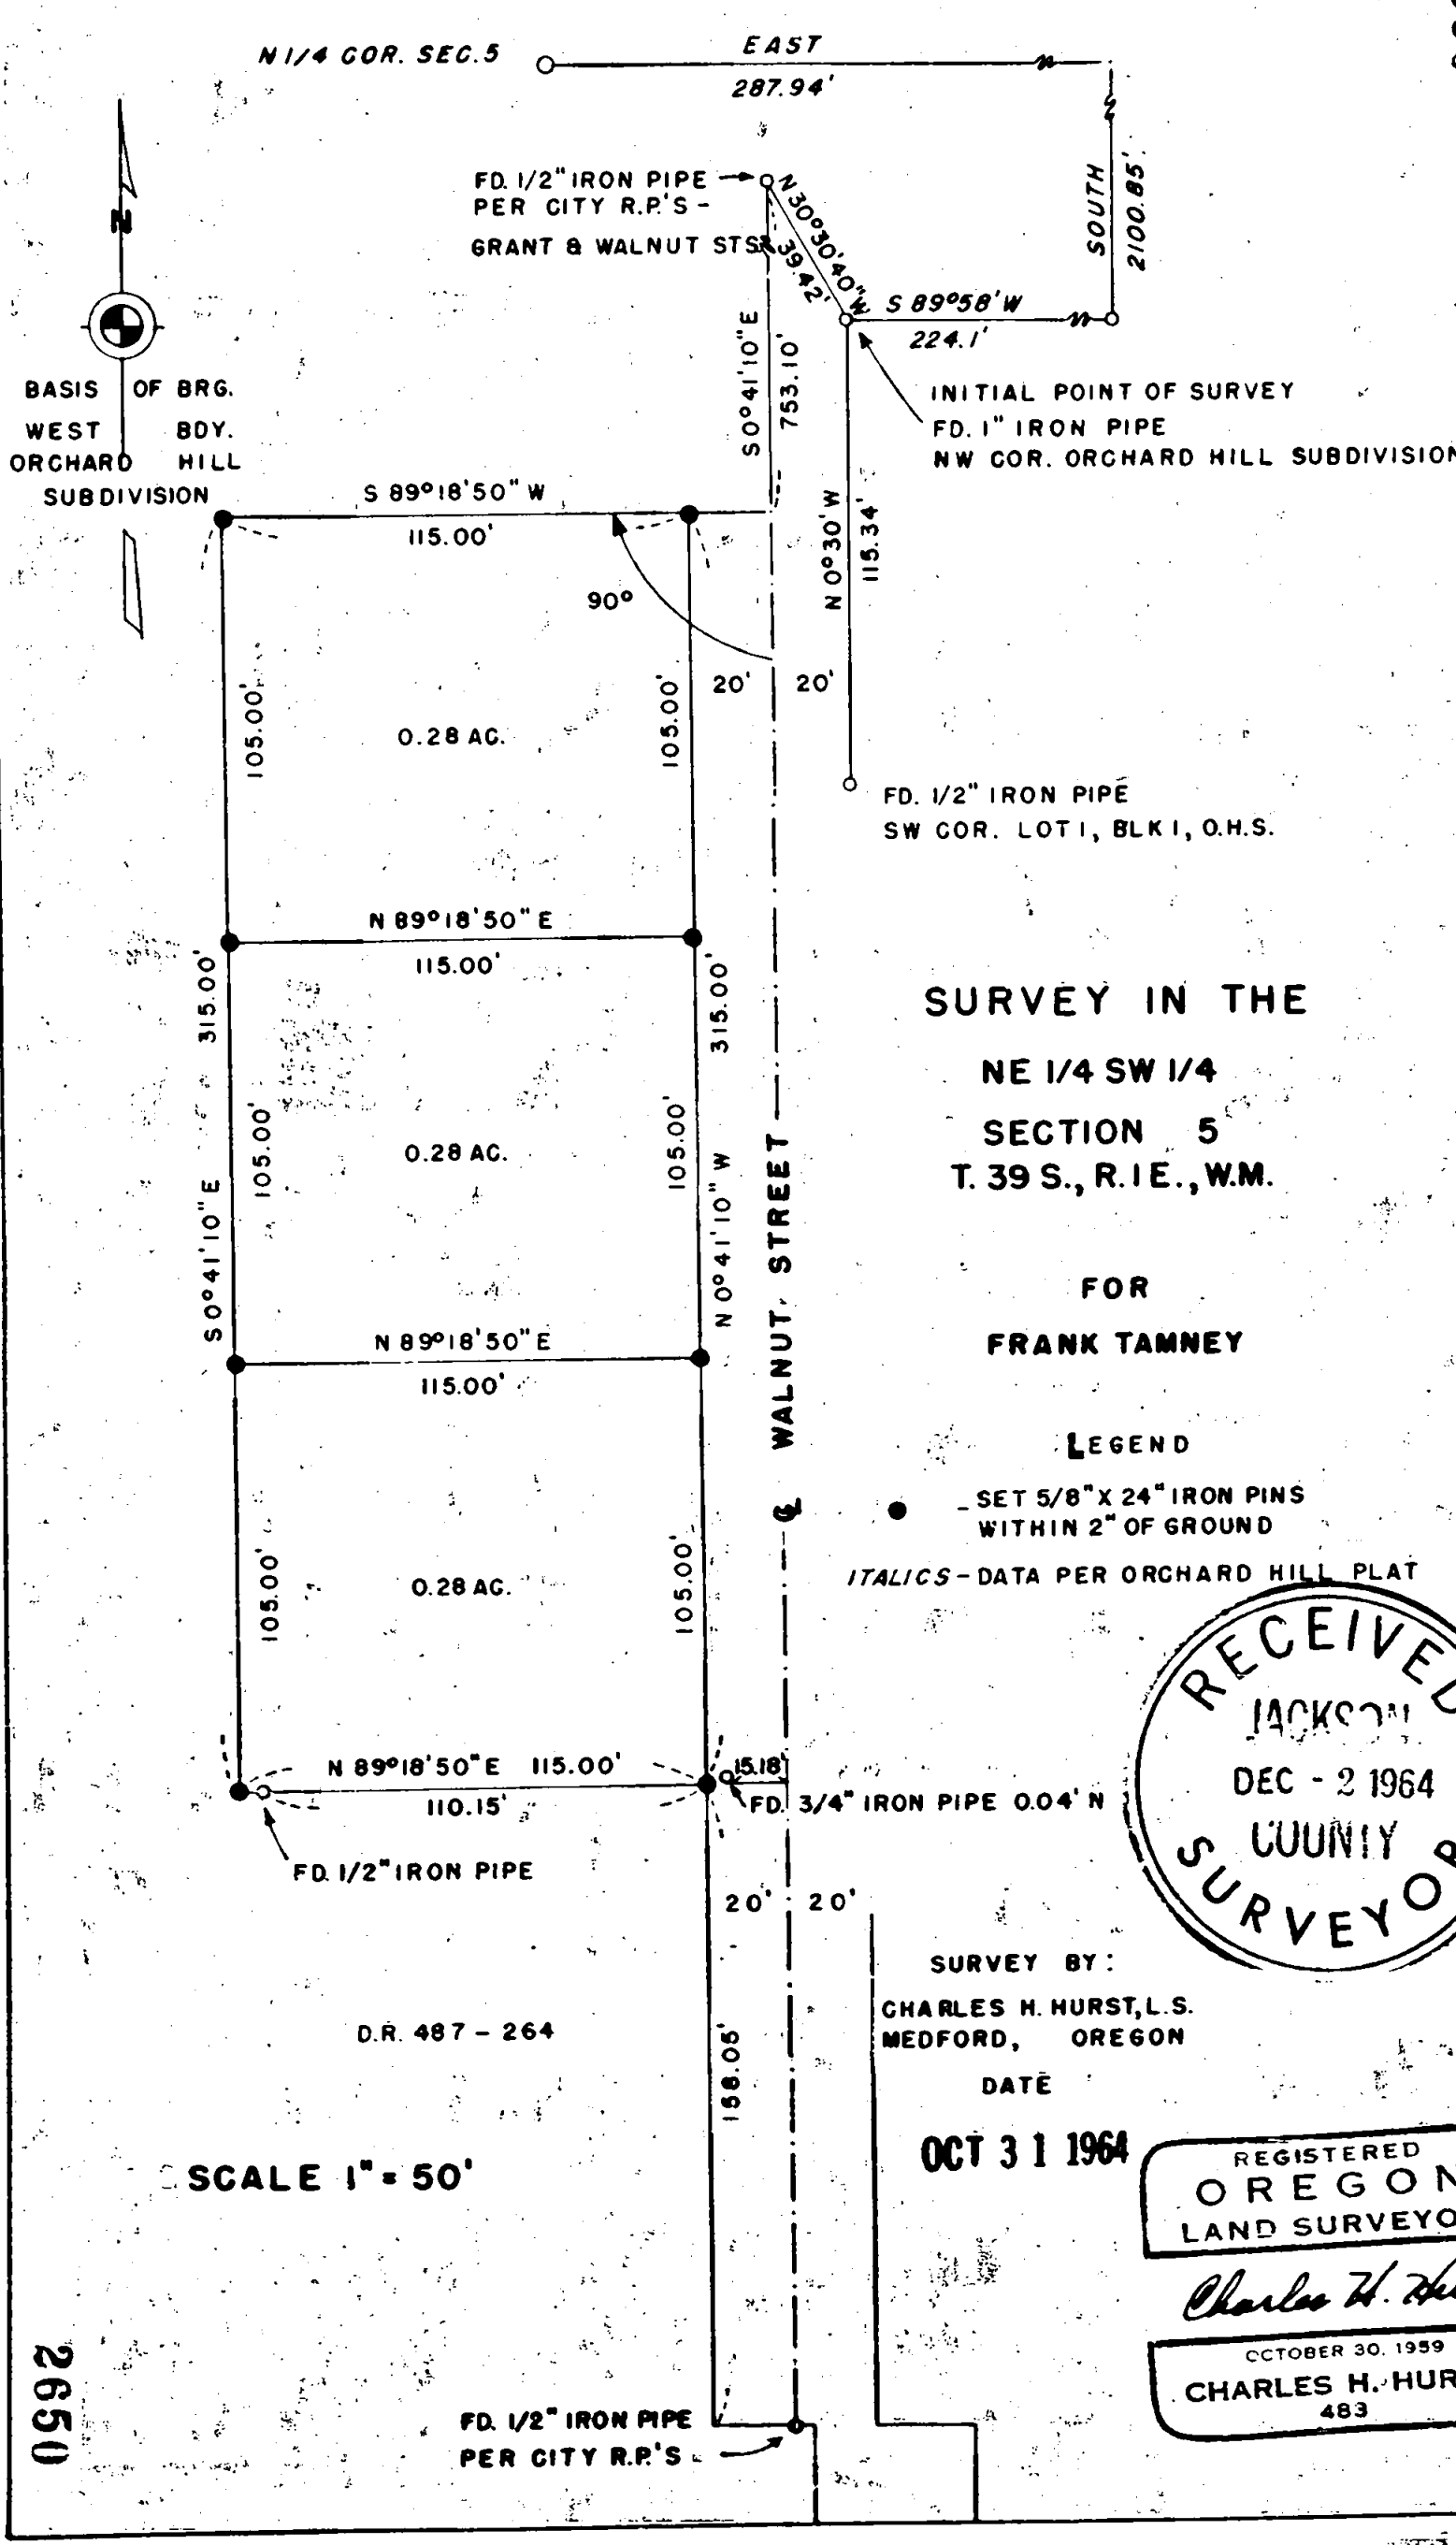 N 1/4 COR. SEC. 5
EAST
287.94'
SOUTH
2100.85'
FD. 1/2" IRON PIPE
PER CITY R.P.'S -
GRANT & WALNUT STS.
N 30°30'40" W
39.42'
S 89°58' W
224.1'
INITIAL POINT OF SURVEY
FD. 1" IRON PIPE
NW COR. ORCHARD HILL SUBDIVISION
N
BASIS OF BRG.
WEST BDY.
ORCHARD HILL
SUBDIVISION
S 0°41'10" E
753.10'
S 89°18'50" W
115.00'
90°
N 0°30' W
115.34'
20' 20'
105.00'
0.28 AC.
105.00'
FD. 1/2" IRON PIPE
SW COR. LOT 1, BLK 1, O.H.S.
N 89°18'50" E
115.00'
315.00'
315.00'
SURVEY IN THE
NE 1/4 SW 1/4
SECTION 5
T. 39 S., R. 1 E., W.M.
105.00'
0.28 AC.
105.00'
S 0°41'10" E
N 0°41'10" W
WALNUT STREET
FOR
FRANK TAMNEY
N 89°18'50" E
115.00'
LEGEND
- SET 5/8" X 24" IRON PINS
WITHIN 2" OF GROUND
ITALICS - DATA PER ORCHARD HILL PLAT
105.00'
0.28 AC.
105.00'
RECEIVED
JACKSON
DEC - 2 1964
COUNTY
SURVEYOR
N 89°18'50" E 115.00'
110.15'
15.18'
FD. 3/4" IRON PIPE 0.04' N
FD. 1/2" IRON PIPE
20' 20'
SURVEY BY:
CHARLES H. HURST, L.S.
MEDFORD, OREGON
DATE
OCT 31 1964
D.R. 487 - 264
158.05'
SCALE 1" = 50'
REGISTERED
OREGON
LAND SURVEYO
Charles H. Hu
OCTOBER 30, 1959
CHARLES H. HUR
483
FD. 1/2" IRON PIPE
PER CITY R.P.'S
2650